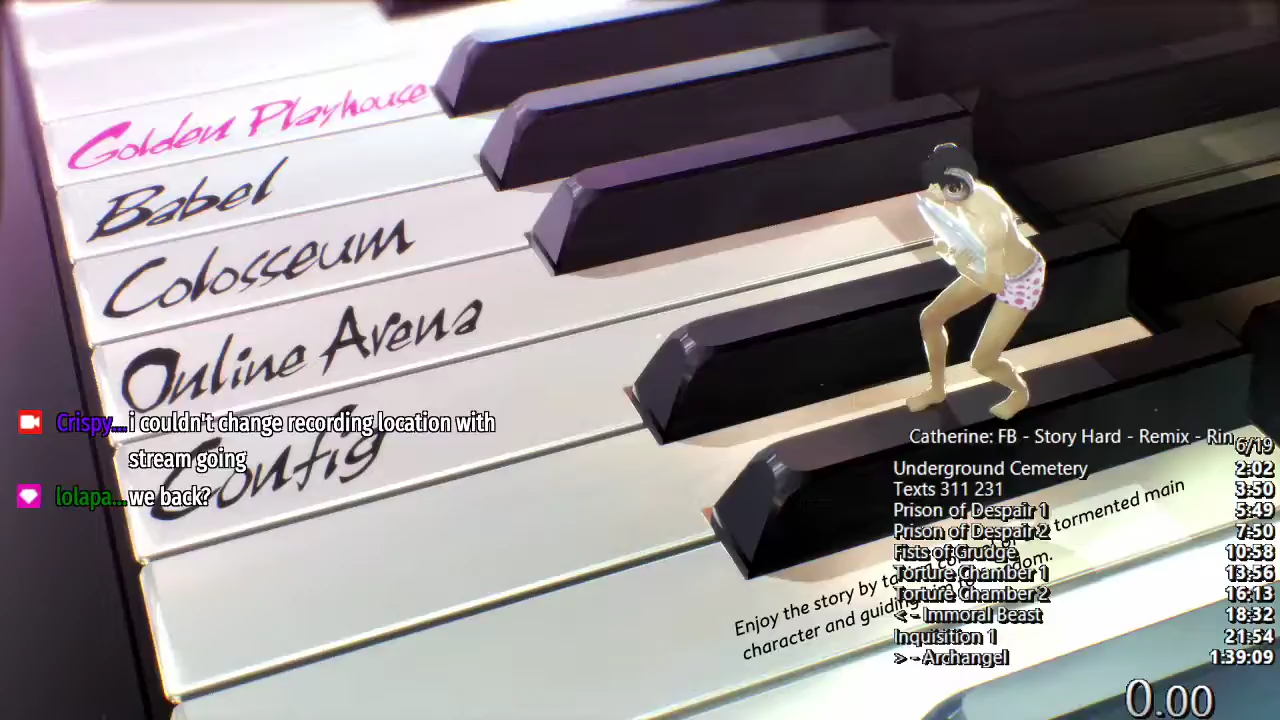 Golden Playhouse
Babel
Colosseum
Online Arena
Config
Crispy...i couldn't change recording location with
stream going
lolapa...we back?
Enjoy the story by
character and
tormented main
Catherine: FB - Story Hard - Remix - Rin
6/19
Underground Cemetery 2:02
Texts 311 231 3:50
Prison of Despair 1 5:49
Prison of Despair 2 7:50
Fists of Grudge 10:58
Torture Chamber 1 13:56
Torture Chamber 2 16:13
< - Immoral Beast 18:32
Inquisition 1 21:54
> - Archangel 1:39:09
0.00